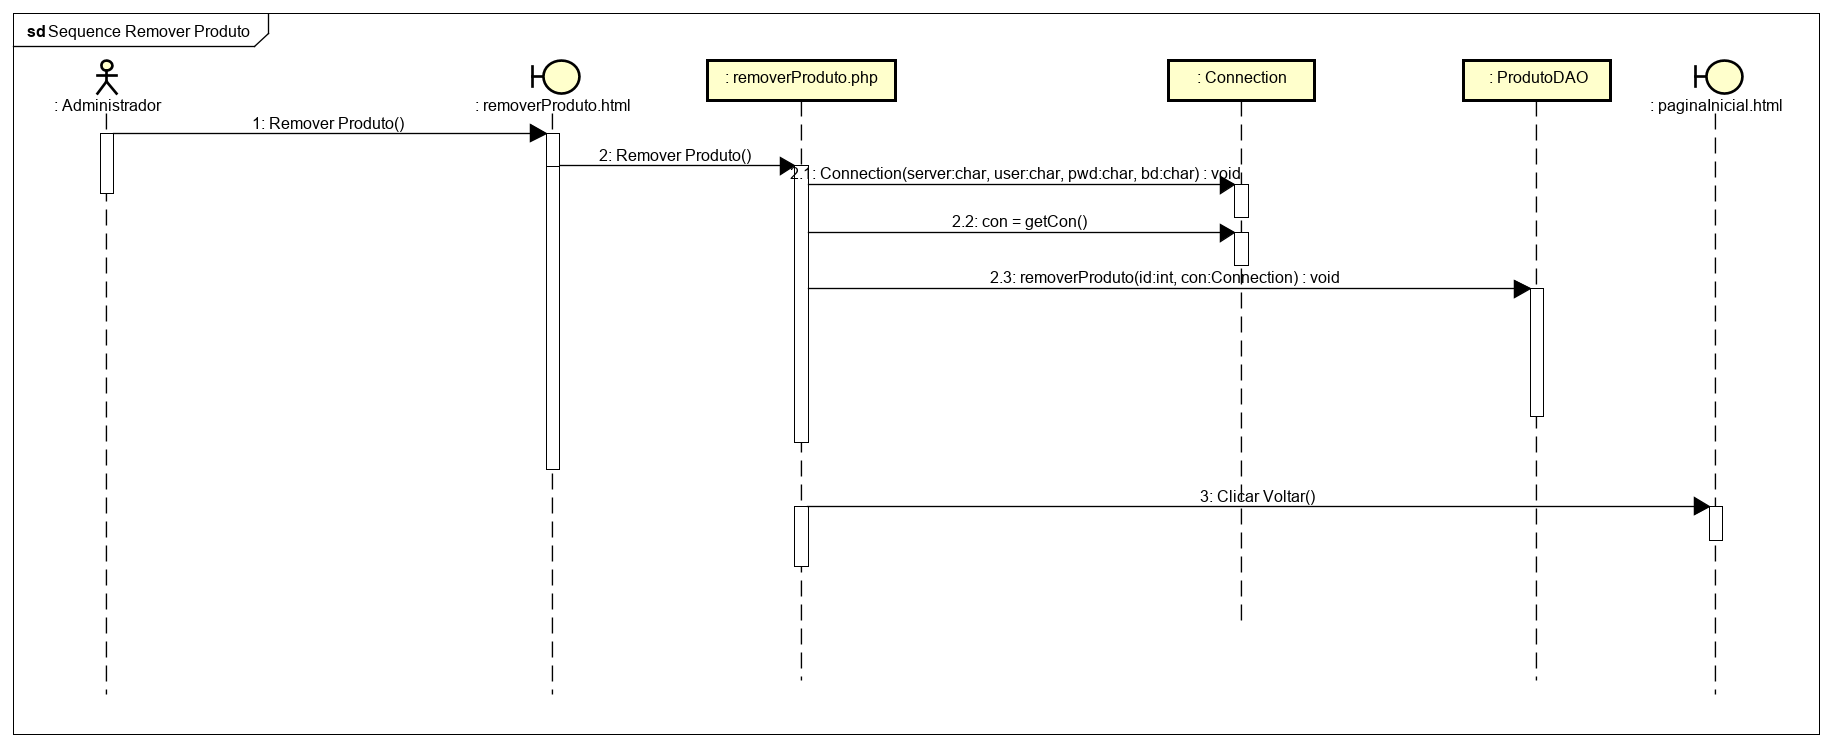 sd Sequence Remover Produto
: Administrador
: removerProduto.html
: removerProduto.php
: Connection
: ProdutoDAO
: paginaInicial.html
1: Remover Produto()
2: Remover Produto()
2.1: Connection(server:char, user:char, pwd:char, bd:char) : void
2.2: con = getCon()
2.3: removerProduto(id:int, con:Connection) : void
3: Clicar Voltar()